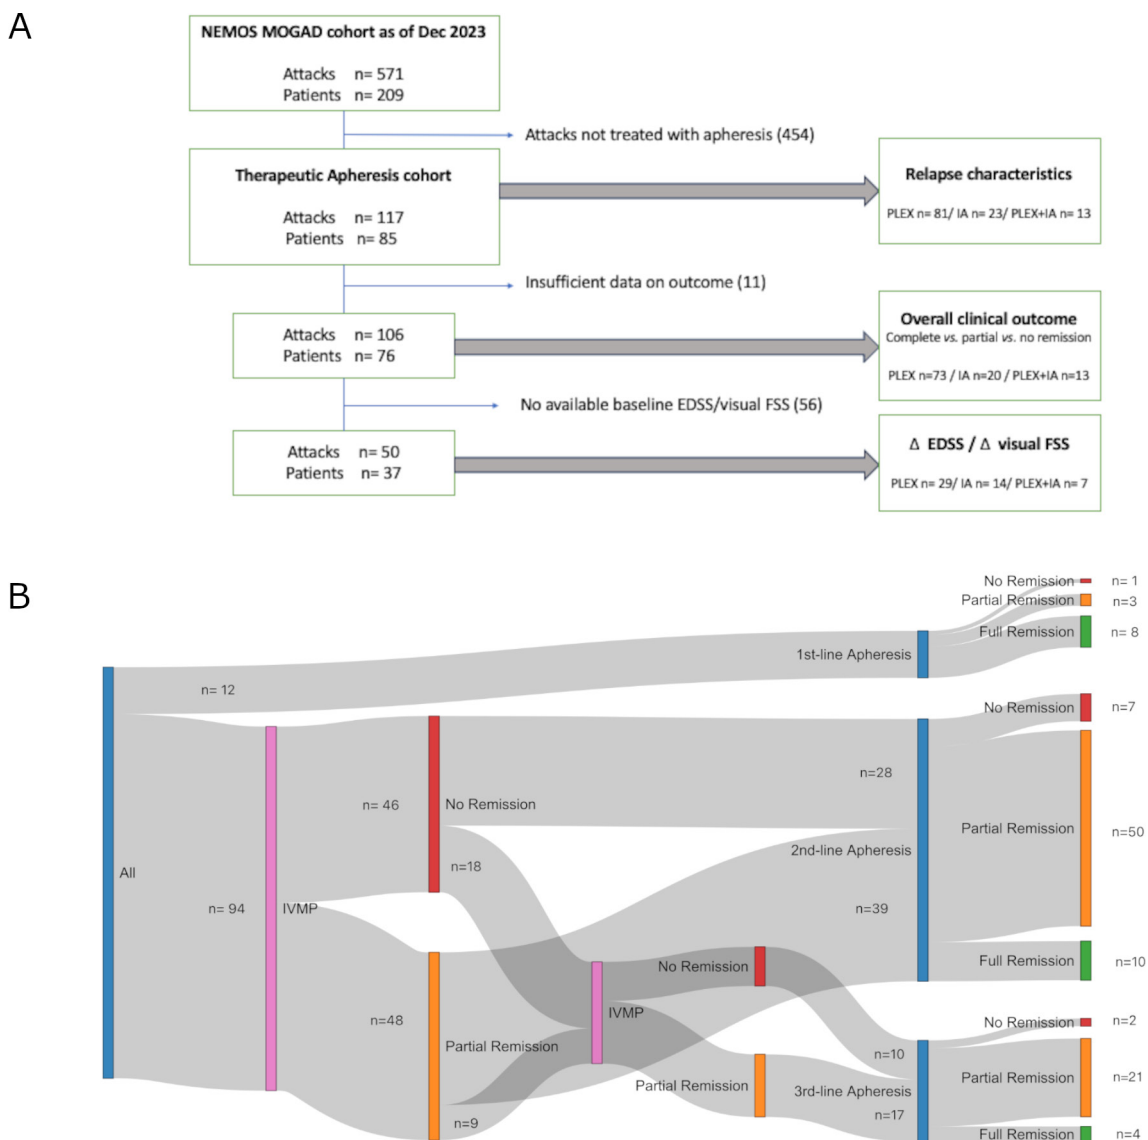 A
NEMOS MOGAD cohort as of Dec 2023
Attacks n= 571
Patients n= 209
Attacks not treated with apheresis (454)
Therapeutic Apheresis cohort
Attacks n= 117
Patients n= 85
Relapse characteristics
PLEX n= 81/ IA n= 23/ PLEX+IA n= 13
Insufficient data on outcome (11)
Attacks n= 106
Patients n= 76
Overall clinical outcome
Complete vs. partial vs. no remission
PLEX n=73 / IA n=20 / PLEX+IA n=13
No available baseline EDSS/visual FSS (56)
Attacks n= 50
Patients n= 37
Δ EDSS / Δ visual FSS
PLEX n= 29/ IA n= 14/ PLEX+IA n= 7
B
No Remission n= 1
Partial Remission n=3
Full Remission n= 8
1st-line Apheresis
n= 12
No Remission n=7
n=28
n= 46
No Remission
Partial Remission n=50
2nd-line Apheresis
n=18
All
n= 94
IVMP
n=39
Full Remission n=10
No Remission
IVMP
n=48
Partial Remission
No Remission n=2
n=10
Partial Remission n=21
Partial Remission
3rd-line Apheresis
n=17
n=9
Full Remission n=4